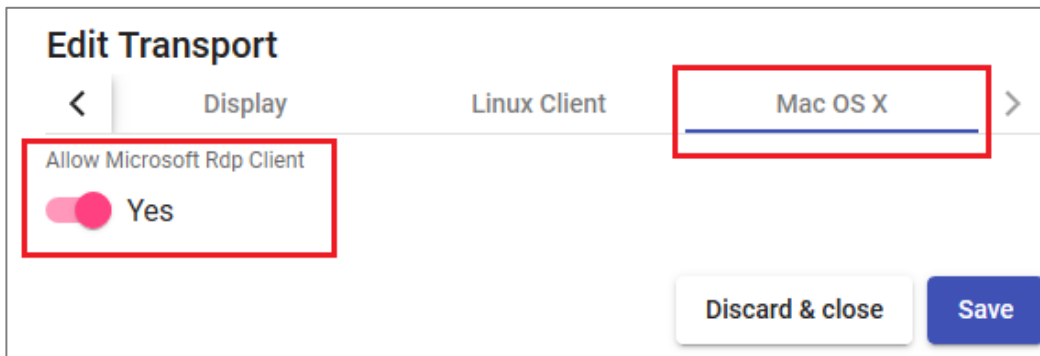 Edit Transport
Display Linux Client Mac OS X
Allow Microsoft Rdp Client
Yes
Discard & close Save